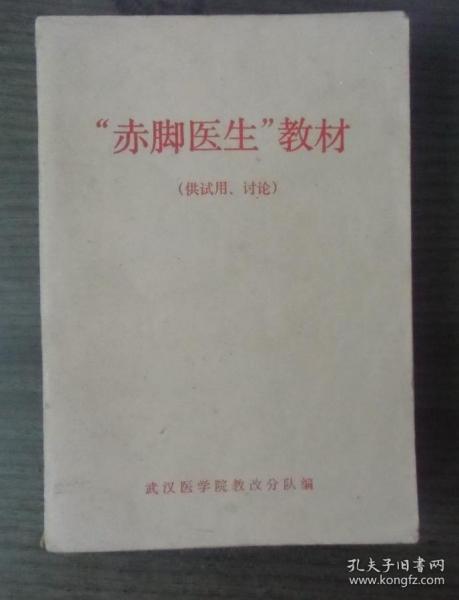 “赤脚医生”教材
（供试用、讨论）
武汉医学院教改分队编
孔夫子旧书网
www.kongfz.com